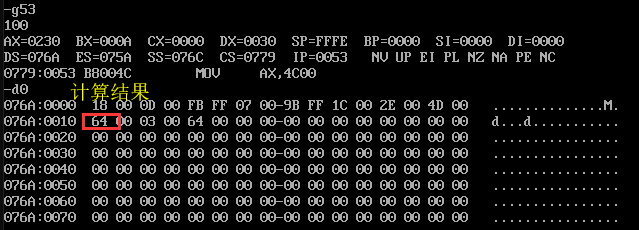 -g53
100
AX=0230 BX=000A CX=0000 DX=0030 SP=FFFE BP=0000 SI=0000 DI=0000
DS=076A ES=075A SS=076C CS=0779 IP=0053 NV UP EI PL NZ NA PE NC
0779:0053 B8004C MOV AX,4C00
-d0
计算结果
076A:0000 18 00 0D 00 FB FF 07 00-9B FF 1C 00 2E 00 4D 00 ..............M.
076A:0010 64 00 03 00 64 00 00 00-00 00 00 00 00 00 00 00 d...d...........
076A:0020 00 00 00 00 00 00 00 00-00 00 00 00 00 00 00 00 ................
076A:0030 00 00 00 00 00 00 00 00-00 00 00 00 00 00 00 00 ................
076A:0040 00 00 00 00 00 00 00 00-00 00 00 00 00 00 00 00 ................
076A:0050 00 00 00 00 00 00 00 00-00 00 00 00 00 00 00 00 ................
076A:0060 00 00 00 00 00 00 00 00-00 00 00 00 00 00 00 00 ................
076A:0070 00 00 00 00 00 00 00 00-00 00 00 00 00 00 00 00 ................